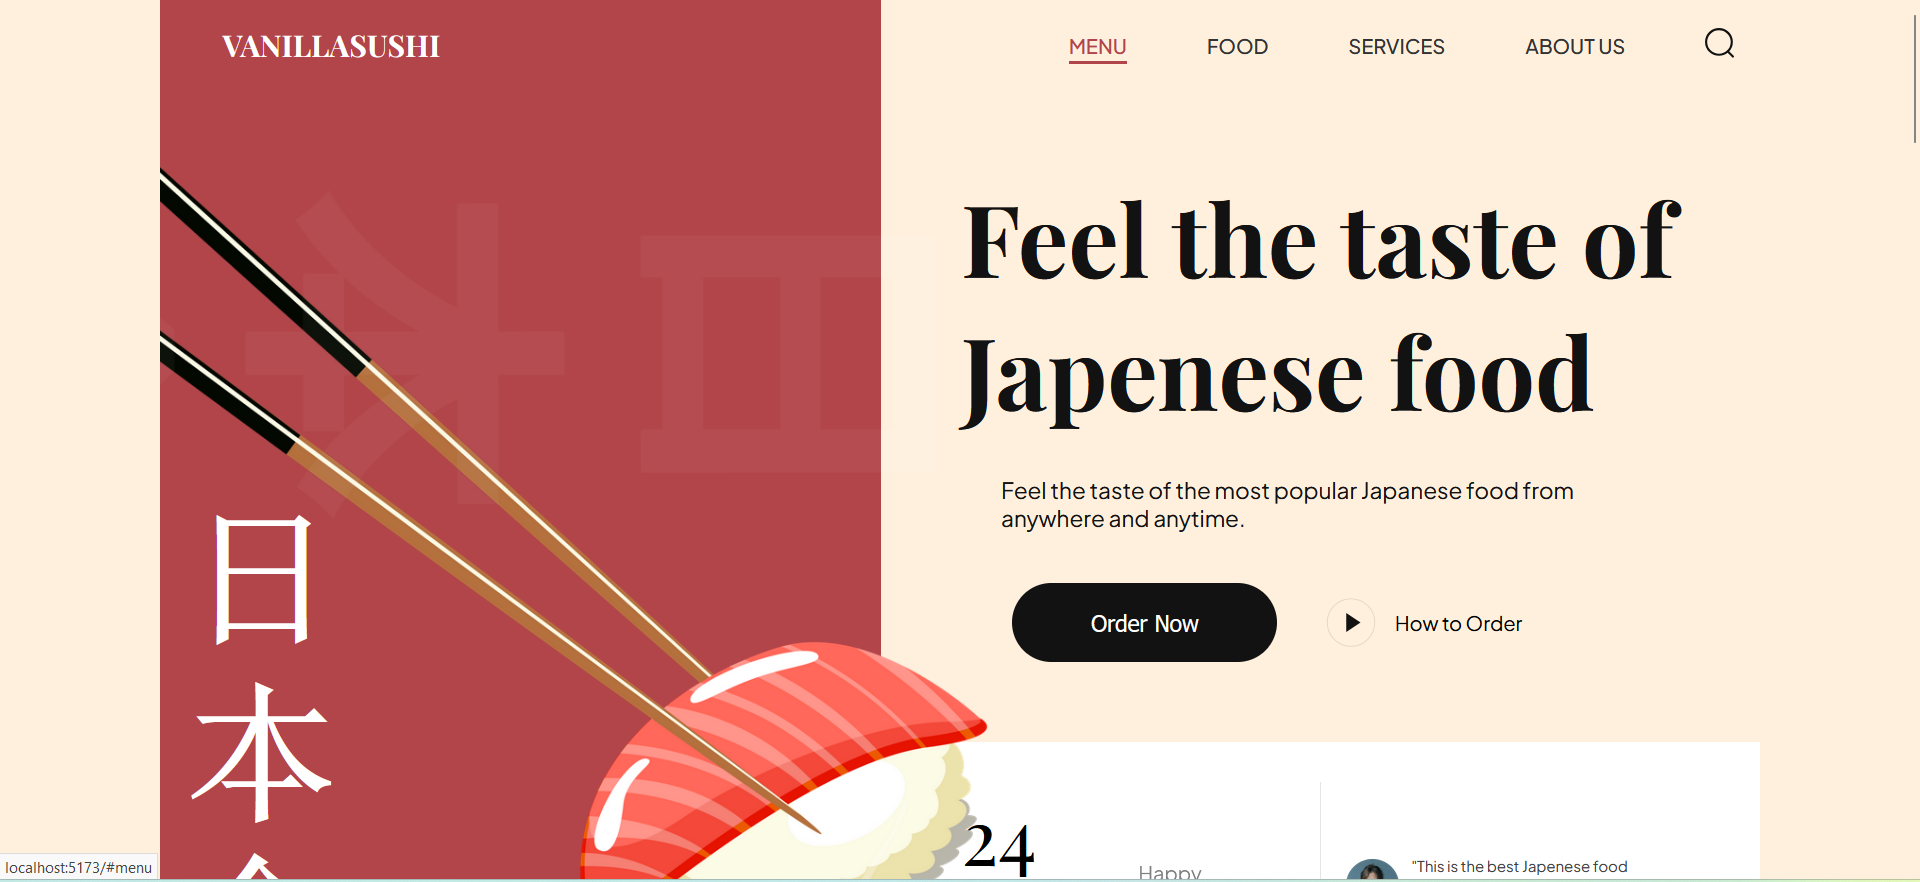 VANILLASUSHI
MENU
FOOD
SERVICES
ABOUT US
Feel the taste of
Japenese food
Feel the taste of the most popular Japanese food from
anywhere and anytime.
Order Now
How to Order
日
本
24
Happy
"This is the best Japenese food
localhost:5173/#menu